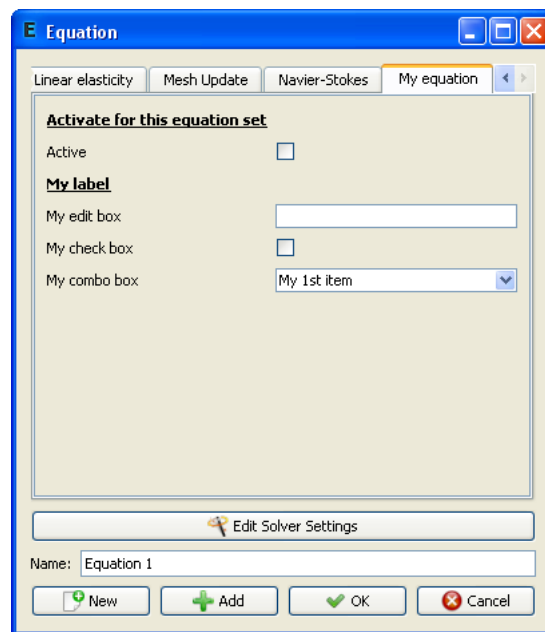 Equation
Linear elasticity Mesh Update Navier-Stokes My equation
Activate for this equation set
Active
My label
My edit box
My check box
My combo box My 1st item
Edit Solver Settings
Name: Equation 1
New Add OK Cancel